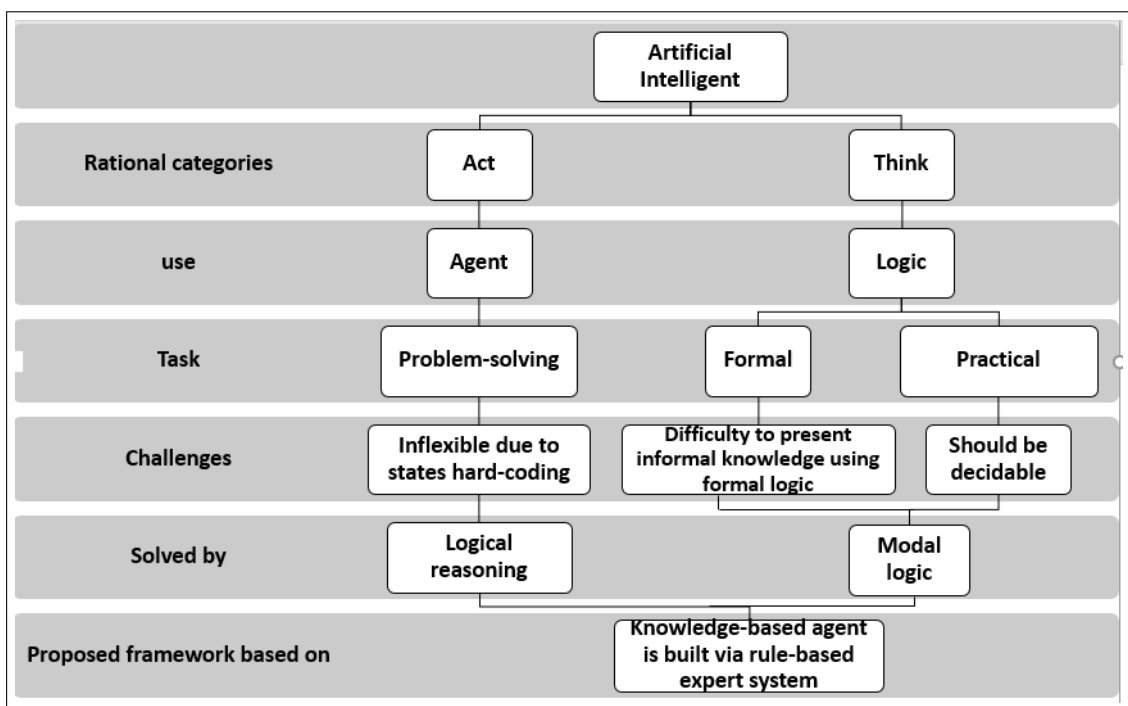 Artificial
Intelligent
Rational categories
Act
Think
use
Agent
Logic
Task
Problem-solving
Formal
Practical
Challenges
Inflexible due to
states hard-coding
Difficulty to present
informal knowledge using
formal logic
Should be
decidable
Solved by
Logical
reasoning
Modal
logic
Proposed framework based on
Knowledge-based agent
is built via rule-based
expert system